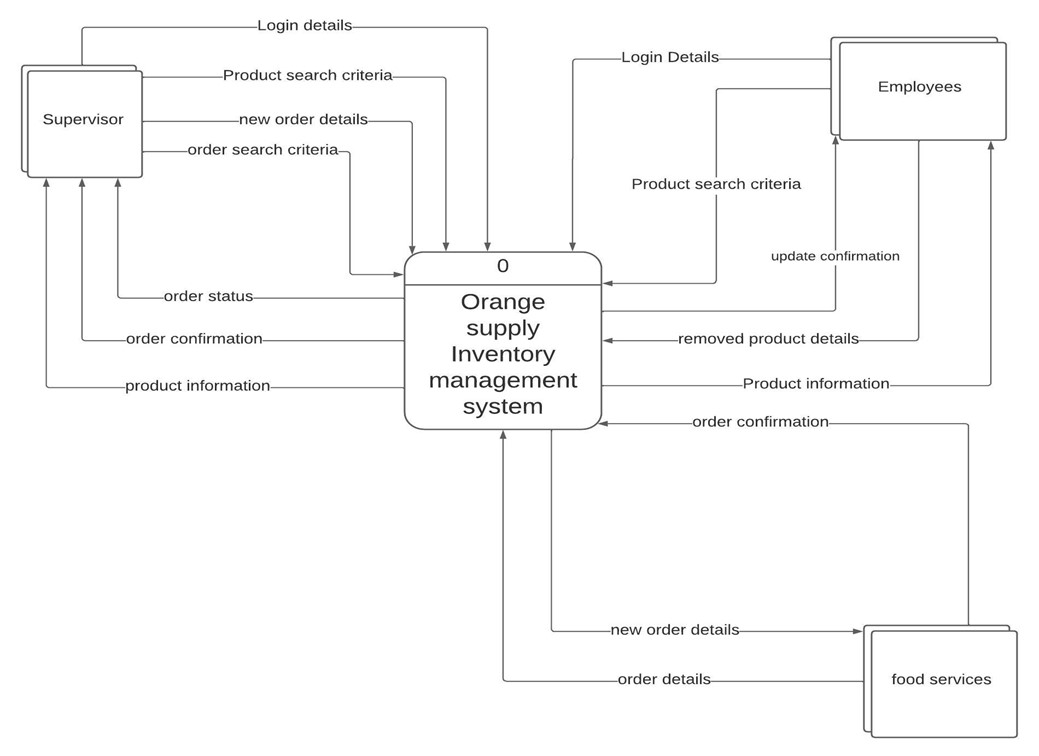 Login details
Product search criteria
Supervisor
new order details
order search criteria
Login Details
Employees
Product search criteria
update confirmation
0
Orange
supply
Inventory
management
system
order status
order confirmation
product information
removed product details
Product information
order confirmation
new order details
order details
food services